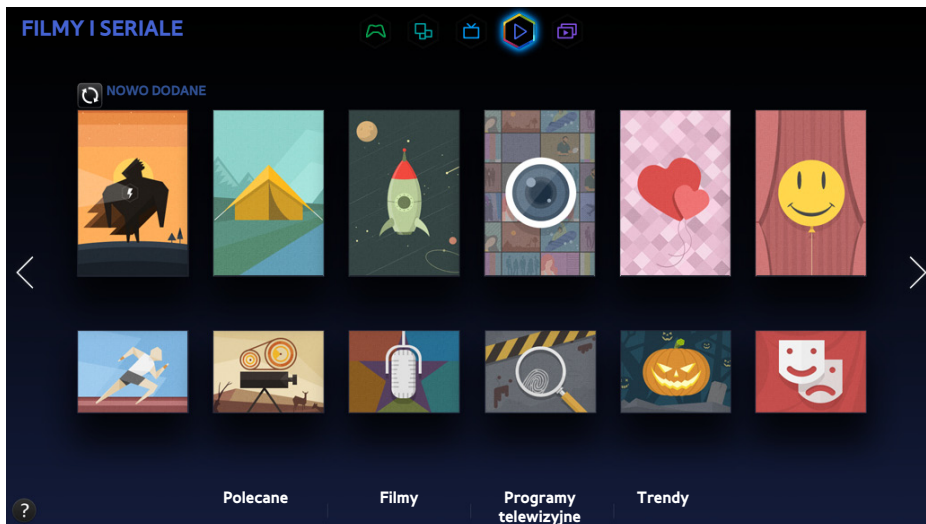 FILMY I SERIALE
NOWO DODANE
Polecane
Filmy
Programy
telewizyjne
Trendy
?